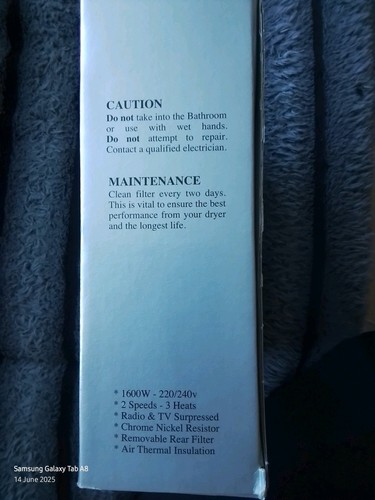 CAUTION
Do not take into the Bathroom
or use with wet hands.
Do not attempt to repair.
Contact a qualified electrician.
MAINTENANCE
Clean filter every two days.
This is vital to ensure the best
performance from your dryer
and the longest life.
* 1600W - 220/240v
* 2 Speeds - 3 Heats
* Radio & TV Surpressed
* Chrome Nickel Resistor
* Removable Rear Filter
* Air Thermal Insulation
Samsung Galaxy Tab A8
14 June 2025